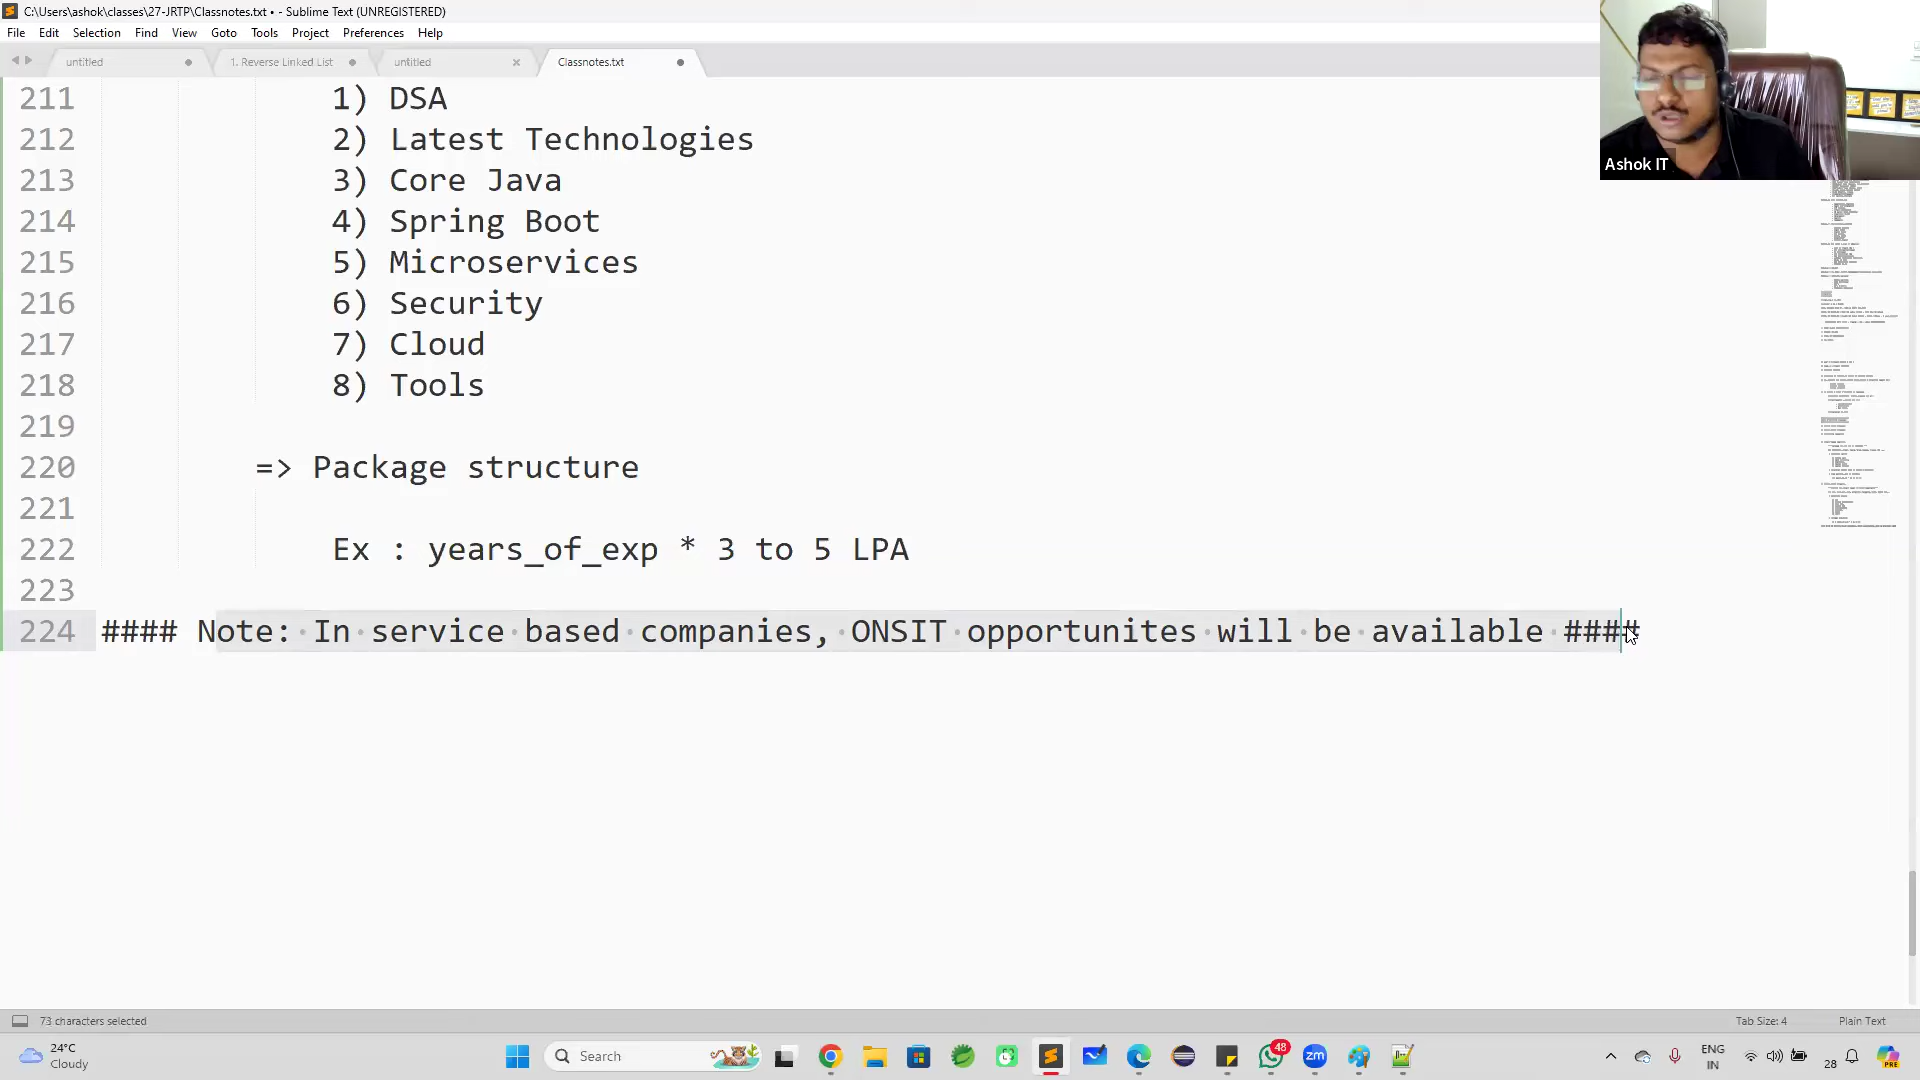 C:\Users\ashok\classes\27-JRTP\Classnotes.txt • - Sublime Text (UNREGISTERED)
File Edit Selection Find View Goto Tools Project Preferences Help
untitled 1. Reverse Linked List untitled Classnotes.txt
Ashok IT
211 1) DSA
212 2) Latest Technologies
213 3) Core Java
214 4) Spring Boot
215 5) Microservices
216 6) Security
217 7) Cloud
218 8) Tools
219
220 => Package structure
221
222 Ex : years_of_exp * 3 to 5 LPA
223
224 #### Note: In service based companies, ONSIT opportunites will be available ####
73 characters selected Tab Size: 4 Plain Text
24°C
Cloudy
Search
48
ENG
IN
28
PRE